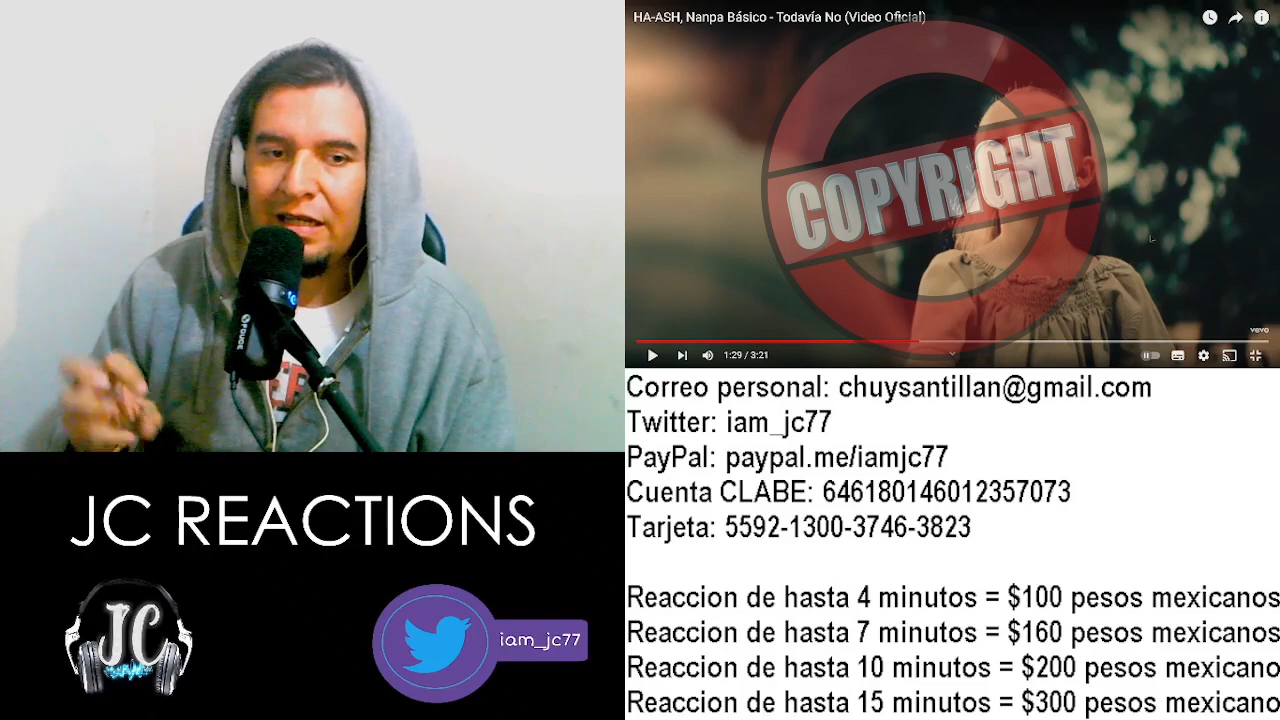 HA-ASH, Nanpa Básico - Todavía No (Video Oficial)
COPYRIGHT
vevo
1:29 / 3:21
FDUCE
Correo personal: chuysantillan@gmail.com
Twitter: iam_jc77
PayPal: paypal.me/iamjc77
Cuenta CLABE: 646180146012357073
Tarjeta: 5592-1300-3746-3823
JC REACTIONS
JC
iam_jc77
Reaccion de hasta 4 minutos = $100 pesos mexicanos
Reaccion de hasta 7 minutos = $160 pesos mexicanos
Reaccion de hasta 10 minutos = $200 pesos mexicano
Reaccion de hasta 15 minutos = $300 pesos mexicano